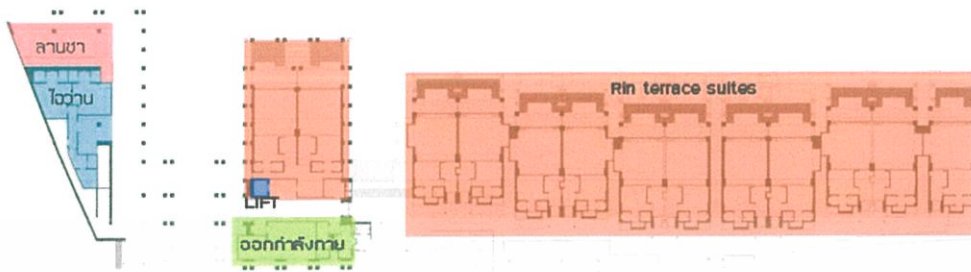 ลานชา
ไอว่าน
Rin terrace suites
LIFT
ออกกำลังกาย